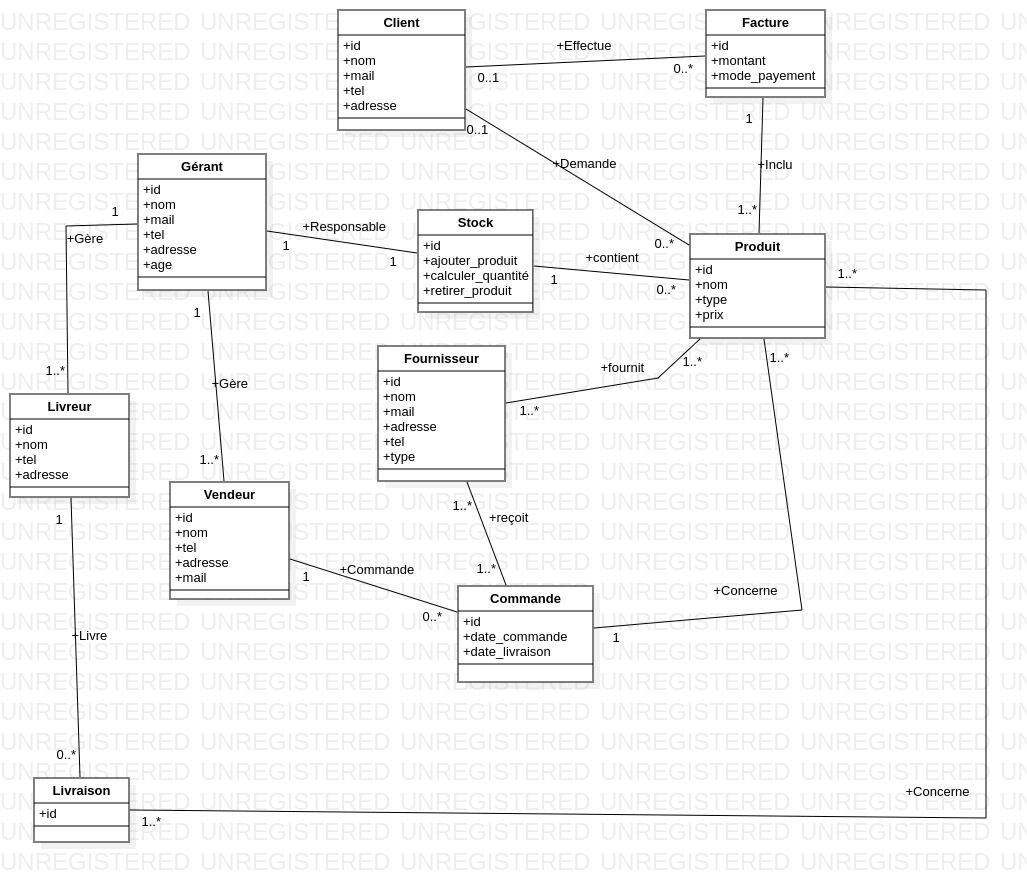 Client
+id
+nom
+mail
+tel
+adresse
Facture
+id
+montant
+mode_payement
+Effectue
0..1
0..*
0..1
+Demande
0..*
1
+Inclu
1..*
Gérant
+id
+nom
+mail
+tel
+adresse
+age
1
+Gère
1..*
+Responsable
1
1
Stock
+id
+ajouter_produit
+calculer_quantité
+retirer_produit
+contient
1
0..*
Produit
+id
+nom
+type
+prix
1..*
1
+Gère
1..*
Fournisseur
+id
+nom
+mail
+adresse
+tel
+type
+fournit
1..*
1..*
1..*
Livreur
+id
+nom
+tel
+adresse
Vendeur
+id
+nom
+tel
+adresse
+mail
1..*
+reçoit
1..*
1
+Commande
0..*
Commande
+id
+date_commande
+date_livraison
+Concerne
1
1
+Livre
0..*
Livraison
+id
1..*
+Concerne
UNREGISTERED